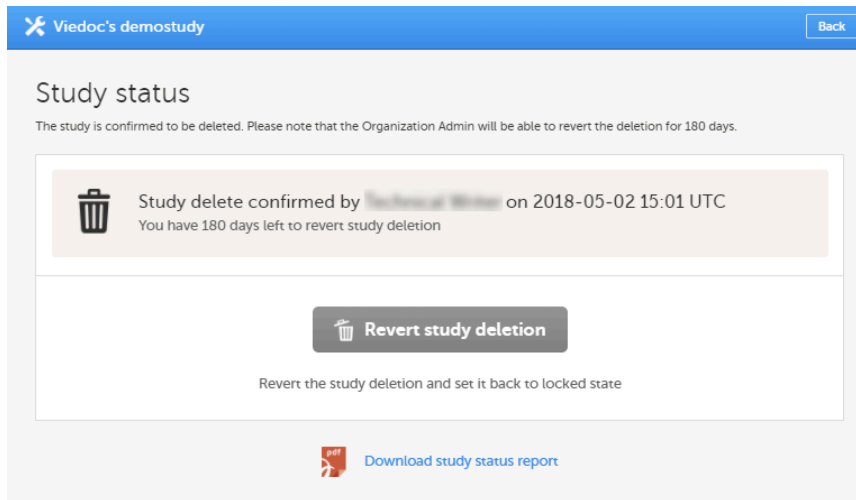 Viedoc's demostudy
Back
Study status
The study is confirmed to be deleted. Please note that the Organization Admin will be able to revert the deletion for 180 days.
Study delete confirmed by on 2018-05-02 15:01 UTC
You have 180 days left to revert study deletion
Revert study deletion
Revert the study deletion and set it back to locked state
pdf
Download study status report